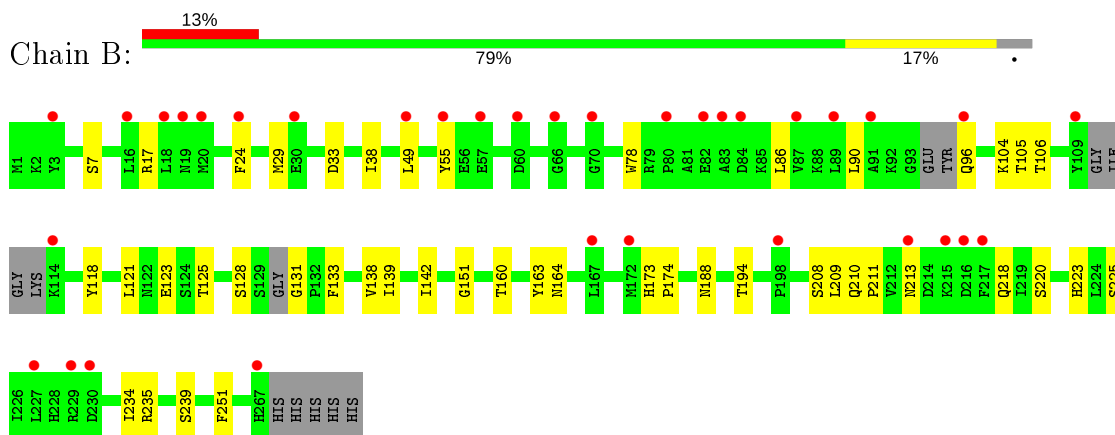 13%
Chain B:
79% 17% •
M1 K2 Y3 S7 L16 R17 L18 N19 M20 F24 M29 E30 D33 I38 L49 Y55 E56 E57 D60 G66 G70 W78 R79 P80 A81 E82 A83 D84 K85 L86 V87 K88 L89 L90 A91 K92 G93 GLU TYR Q96 K104 T105 T106 Y109 GLY ILE
GLY LYS K114 Y118 L121 N122 E123 S124 T125 S128 S129 GLY G131 P132 F133 V138 I139 I142 G151 T160 Y163 N164 L167 M172 H173 P174 N188 T194 P198 S208 L209 Q210 P211 V212 N213 D214 K215 D216 F217 Q218 I219 S220 H223 L224 S225
I226 L227 H228 R229 D230 I234 R235 S239 F251 H267 HIS HIS HIS HIS HIS